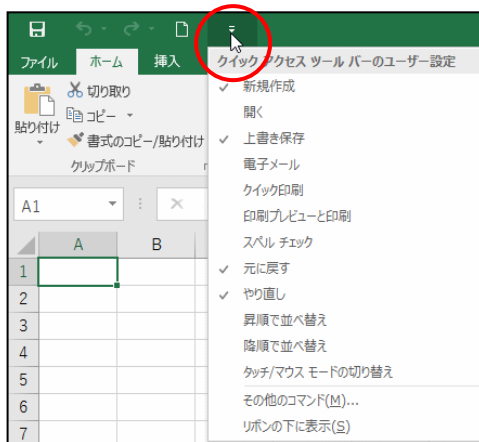 ファイル ホーム 挿入
クイック アクセス ツール バーのユーザー設定
新規作成
開く
上書き保存
電子メール
クイック印刷
印刷プレビューと印刷
スペル チェック
元に戻す
やり直し
昇順で並べ替え
降順で並べ替え
タッチ/マウス モードの切り替え
その他のコマンド(M)...
リボンの下に表示(S)
貼り付け
切り取り
コピー
書式のコピー/貼り付け
クリップボード
A1
A B
1
2
3
4
5
6
7